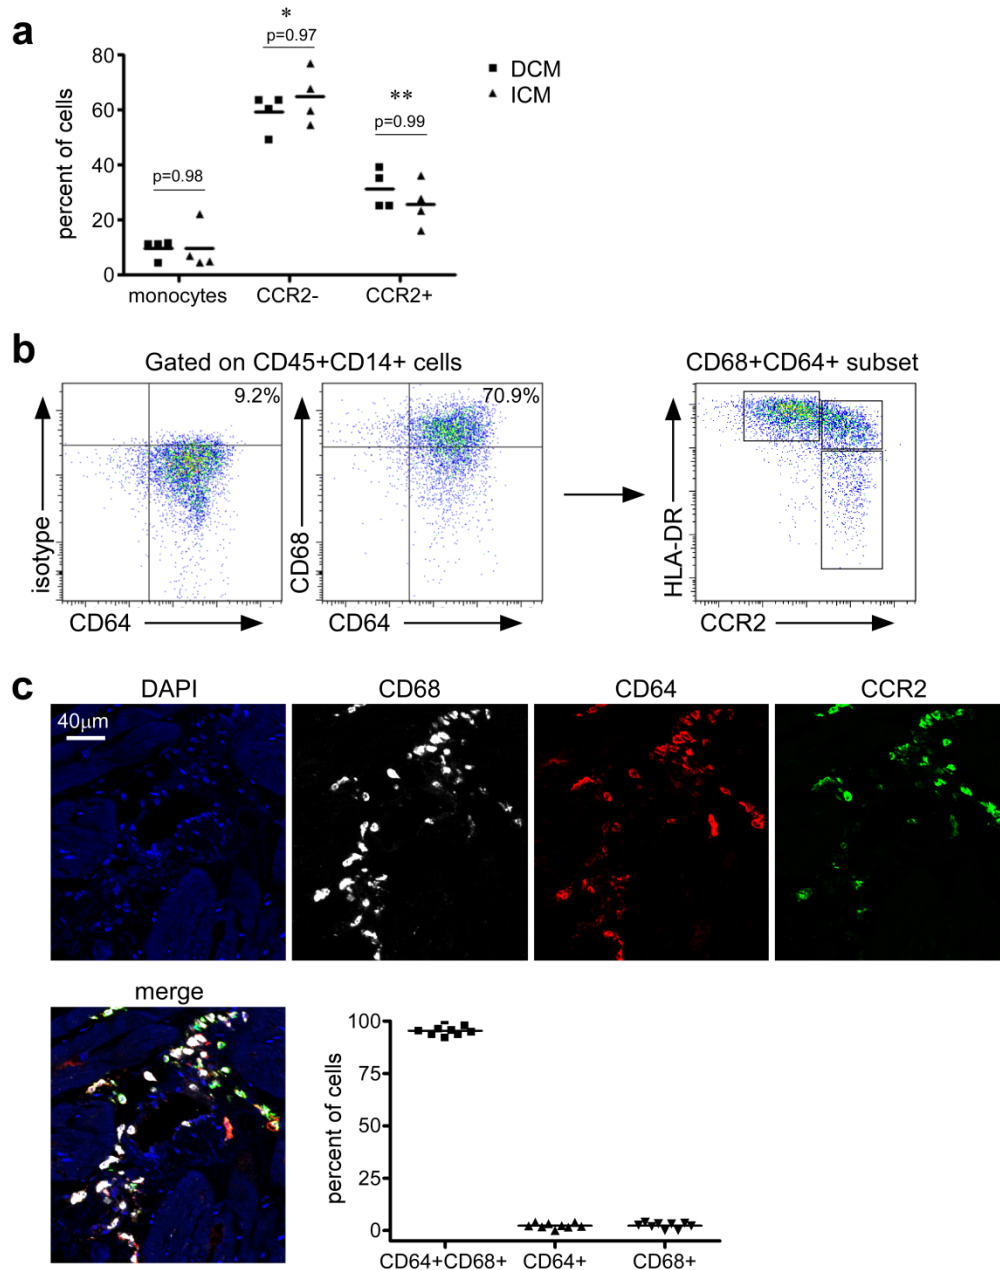 a
*
p=0.97
**
p=0.99
p=0.98
DCM
ICM
percent of cells
80
60
40
20
0
monocytes CCR2- CCR2+
b
Gated on CD45+CD14+ cells
CD68+CD64+ subset
9.2%
70.9%
isotype
CD68
HLA-DR
CD64
CD64
CCR2
c
DAPI
CD68
CD64
CCR2
40μm
merge
percent of cells
100
75
50
25
0
CD64+CD68+ CD64+ CD68+